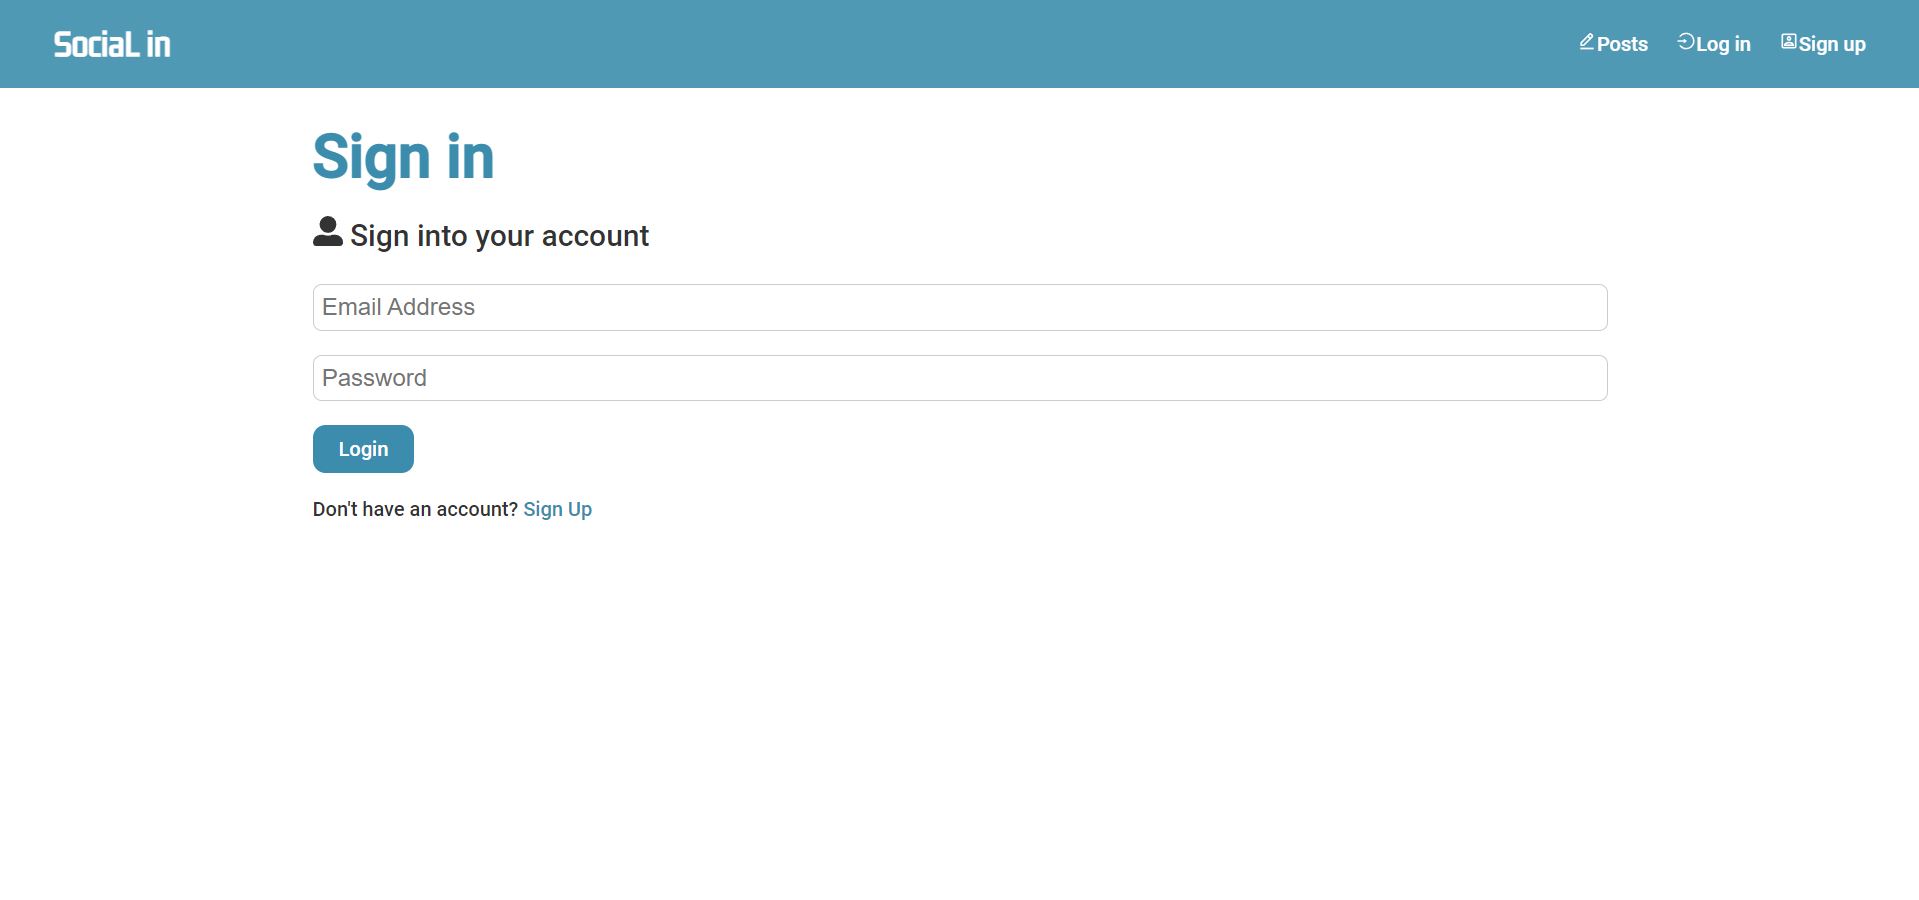 SociaL in
Posts
Log in
Sign up
Sign in
Sign into your account
Email Address
Password
Login
Don't have an account? Sign Up